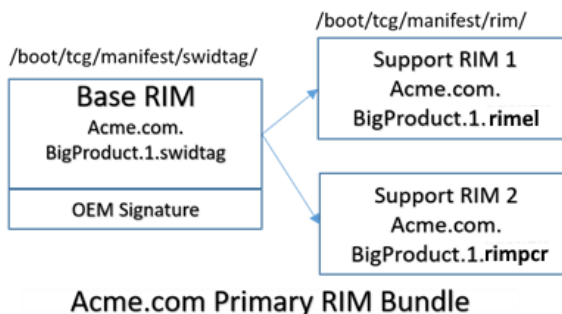 /boot/tcg/manifest/swidtag/
Base RIM
Acme.com.
BigProduct.1.swidtag
OEM Signature
/boot/tcg/manifest/rim/
Support RIM 1
Acme.com.
BigProduct.1.rimel
Support RIM 2
Acme.com.
BigProduct.1.rimpcr
Acme.com Primary RIM Bundle